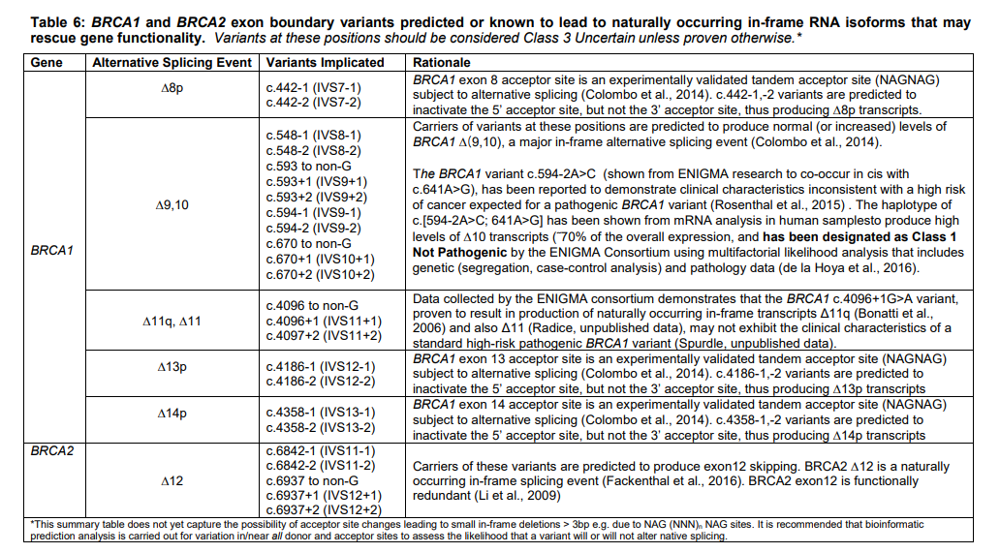 Table 6: BRCA1 and BRCA2 exon boundary variants predicted or known to lead to naturally occurring in-frame RNA isoforms that may
rescue gene functionality. Variants at these positions should be considered Class 3 Uncertain unless proven otherwise.*
Gene Alternative Splicing Event Variants Implicated Rationale
BRCA1
Δ8p
c.442-1 (IVS7-1)
c.442-2 (IVS7-2)
BRCA1 exon 8 acceptor site is an experimentally validated tandem acceptor site (NAGNAG)
subject to alternative splicing (Colombo et al., 2014). c.442-1,-2 variants are predicted to
inactivate the 5' acceptor site, but not the 3' acceptor site, thus producing Δ8p transcripts.
Δ9,10
c.548-1 (IVS8-1)
c.548-2 (IVS8-2)
c.593 to non-G
c.593+1 (IVS9+1)
c.593+2 (IVS9+2)
c.594-1 (IVS9-1)
c.594-2 (IVS9-2)
c.670 to non-G
c.670+1 (IVS10+1)
c.670+2 (IVS10+2)
Carriers of variants at these positions are predicted to produce normal (or increased) levels of
BRCA1 Δ(9,10), a major in-frame alternative splicing event (Colombo et al., 2014).
The BRCA1 variant c.594-2A>C (shown from ENIGMA research to co-occur in cis with
c.641A>G), has been reported to demonstrate clinical characteristics inconsistent with a high risk
of cancer expected for a pathogenic BRCA1 variant (Rosenthal et al., 2015) . The haplotype of
c.[594-2A>C; 641A>G] has been shown from mRNA analysis in human samplesto produce high
levels of Δ10 transcripts (˜70% of the overall expression, and has been designated as Class 1
Not Pathogenic by the ENIGMA Consortium using multifactorial likelihood analysis that includes
genetic (segregation, case-control analysis) and pathology data (de la Hoya et al., 2016).
Δ11q, Δ11
c.4096 to non-G
c.4096+1 (IVS11+1)
c.4097+2 (IVS11+2)
Data collected by the ENIGMA consortium demonstrates that the BRCA1 c.4096+1G>A variant,
proven to result in production of naturally occurring in-frame transcripts Δ11q (Bonatti et al.,
2006) and also Δ11 (Radice, unpublished data), may not exhibit the clinical characteristics of a
standard high-risk pathogenic BRCA1 variant (Spurdle, unpublished data).
Δ13p
c.4186-1 (IVS12-1)
c.4186-2 (IVS12-2)
BRCA1 exon 13 acceptor site is an experimentally validated tandem acceptor site (NAGNAG)
subject to alternative splicing (Colombo et al., 2014). c.4186-1,-2 variants are predicted to
inactivate the 5' acceptor site, but not the 3' acceptor site, thus producing Δ13p transcripts
Δ14p
c.4358-1 (IVS13-1)
c.4358-2 (IVS13-2)
BRCA1 exon 14 acceptor site is an experimentally validated tandem acceptor site (NAGNAG)
subject to alternative splicing (Colombo et al., 2014). c.4358-1,-2 variants are predicted to
inactivate the 5' acceptor site, but not the 3' acceptor site, thus producing Δ14p transcripts
BRCA2
Δ12
c.6842-1 (IVS11-1)
c.6842-2 (IVS11-2)
c.6937 to non-G
c.6937+1 (IVS12+1)
c.6937+2 (IVS12+2)
Carriers of these variants are predicted to produce exon12 skipping. BRCA2 Δ12 is a naturally
occurring in-frame splicing event (Fackenthal et al., 2016). BRCA2 exon12 is functionally
redundant (Li et al., 2009)
*This summary table does not yet capture the possibility of acceptor site changes leading to small in-frame deletions > 3bp e.g. due to NAG (NNN)n NAG sites. It is recommended that bioinformatic
prediction analysis is carried out for variation in/near all donor and acceptor sites to assess the likelihood that a variant will or will not alter native splicing.